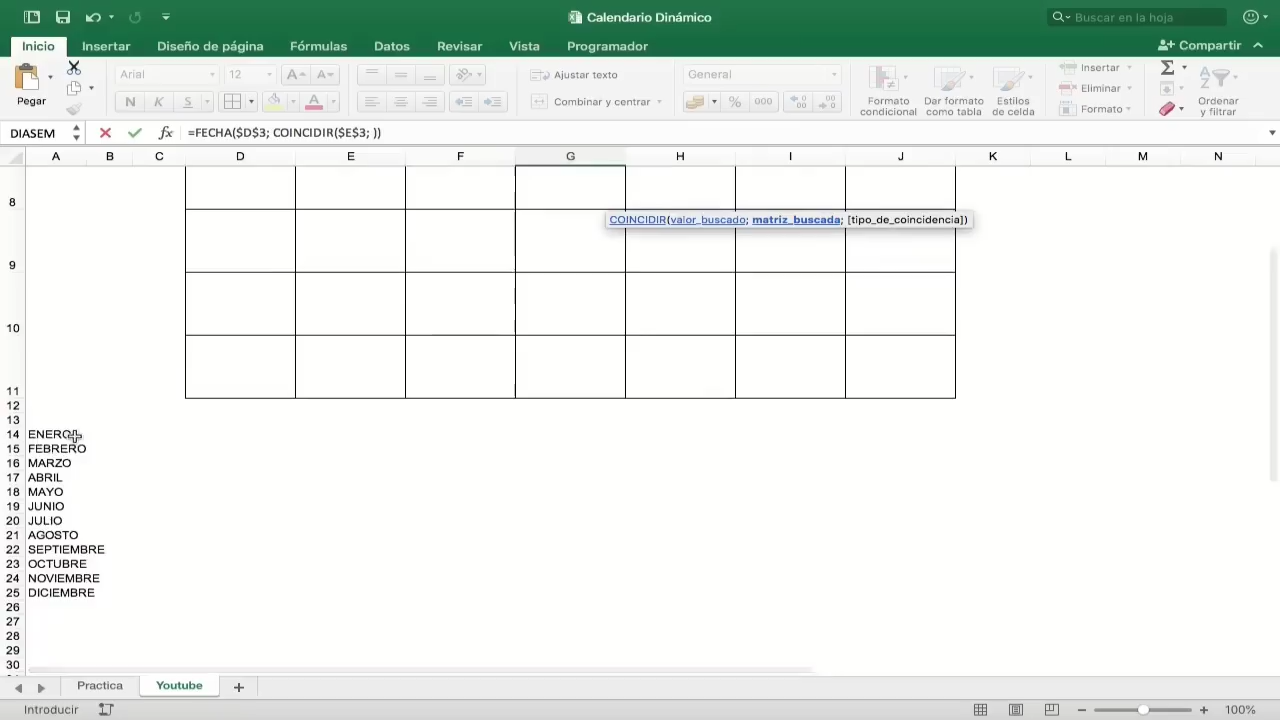 Calendario Dinámico
Buscar en la hoja
Inicio Insertar Diseño de página Fórmulas Datos Revisar Vista Programador Compartir
Pegar
Arial 12
N K S
Ajustar texto
Combinar y centrar
General
% 000
Formato condicional
Dar formato como tabla
Estilos de celda
Insertar
Eliminar
Formato
Ordenar y filtrar
DIASEM fx =FECHA($D$3; COINCIDIR($E$3; ))
A B C D E F G H I J K L M N
8
COINCIDIR(valor_buscado; matriz_buscada; [tipo_de_coincidencia])
9
10
11
12
13
14 ENERO
15 FEBRERO
16 MARZO
17 ABRIL
18 MAYO
19 JUNIO
20 JULIO
21 AGOSTO
22 SEPTIEMBRE
23 OCTUBRE
24 NOVIEMBRE
25 DICIEMBRE
26
27
28
29
30
Practica Youtube
Introducir 100%